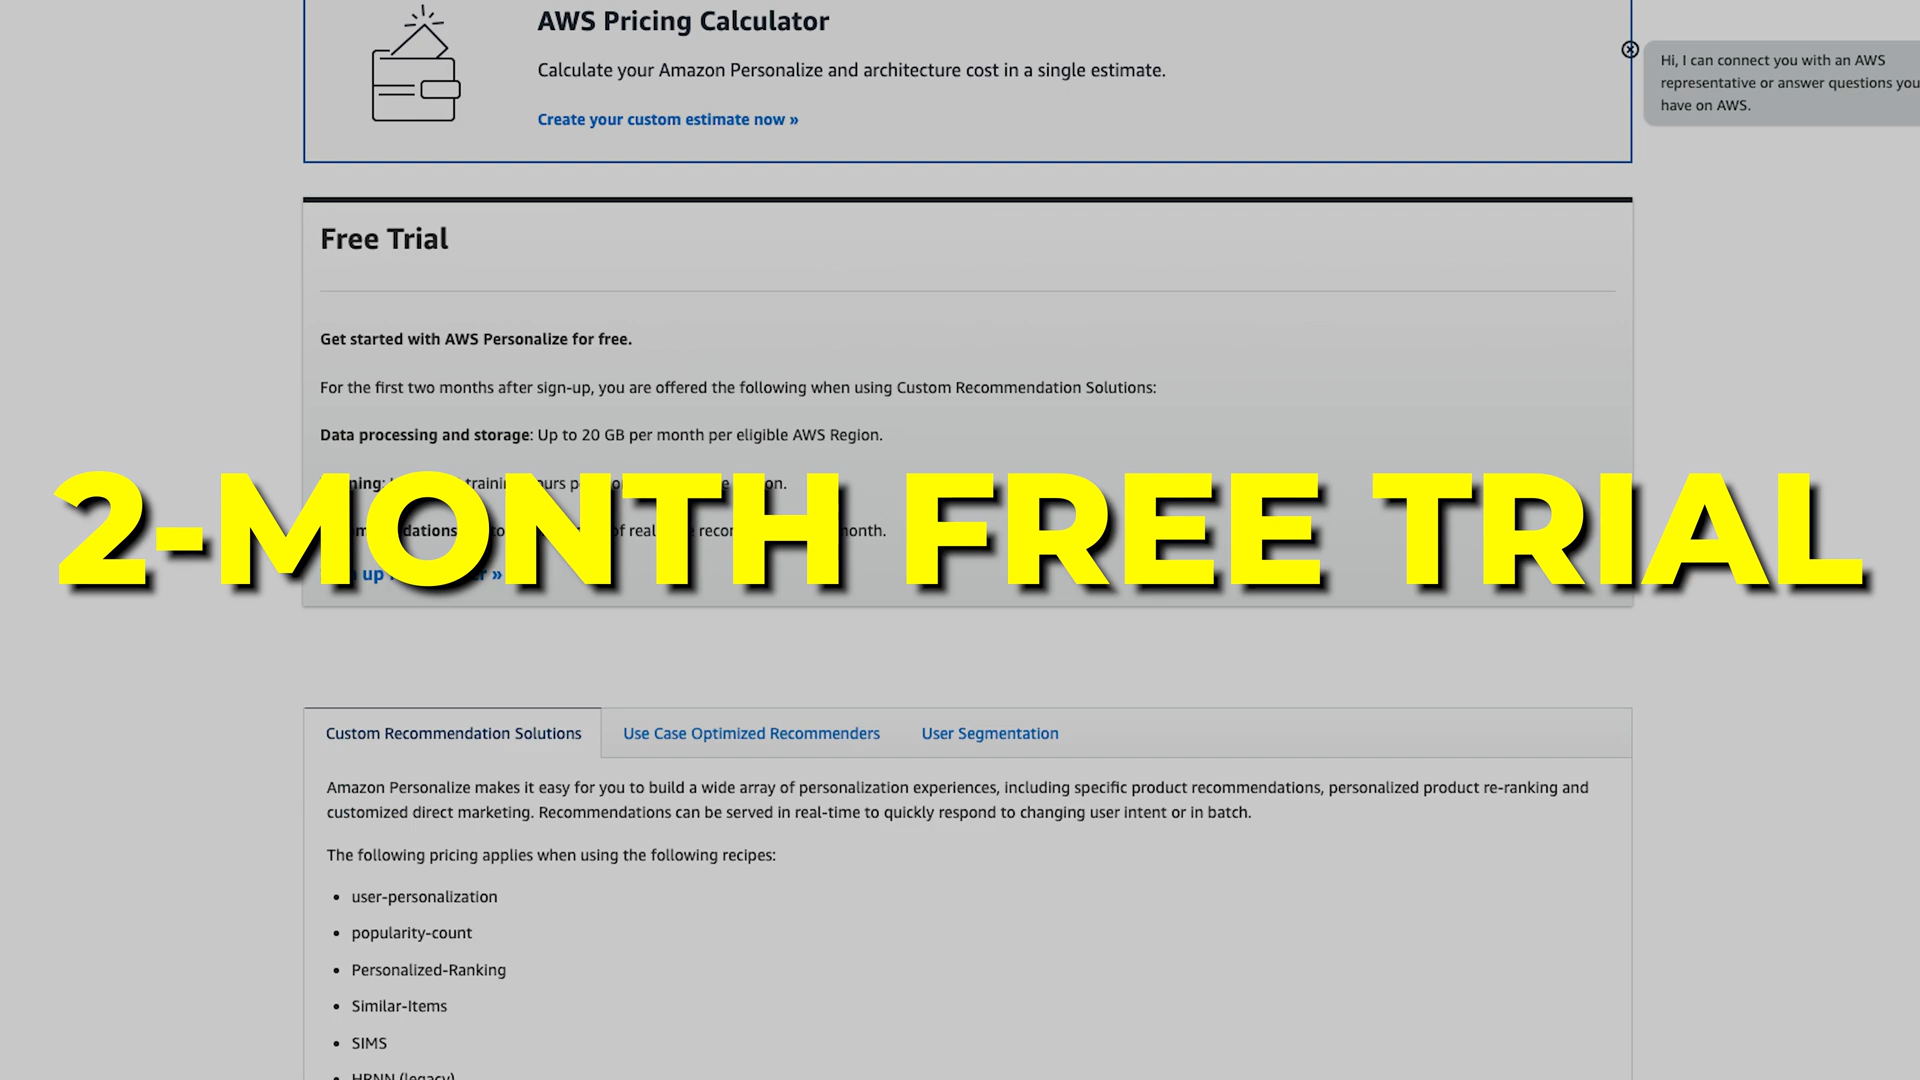 AWS Pricing Calculator
Calculate your Amazon Personalize and architecture cost in a single estimate.
Create your custom estimate now »
Hi, I can connect you with an AWS
representative or answer questions you
have on AWS.
Free Trial
Get started with AWS Personalize for free.
For the first two months after sign-up, you are offered the following when using Custom Recommendation Solutions:
Data processing and storage: Up to 20 GB per month per eligible AWS Region.
2-MONTH FREE TRIAL
up »
Custom Recommendation Solutions
Use Case Optimized Recommenders
User Segmentation
Amazon Personalize makes it easy for you to build a wide array of personalization experiences, including specific product recommendations, personalized product re-ranking and
customized direct marketing. Recommendations can be served in real-time to quickly respond to changing user intent or in batch.
The following pricing applies when using the following recipes:
• user-personalization
• popularity-count
• Personalized-Ranking
• Similar-Items
• SIMS
• HRNN (legacy)